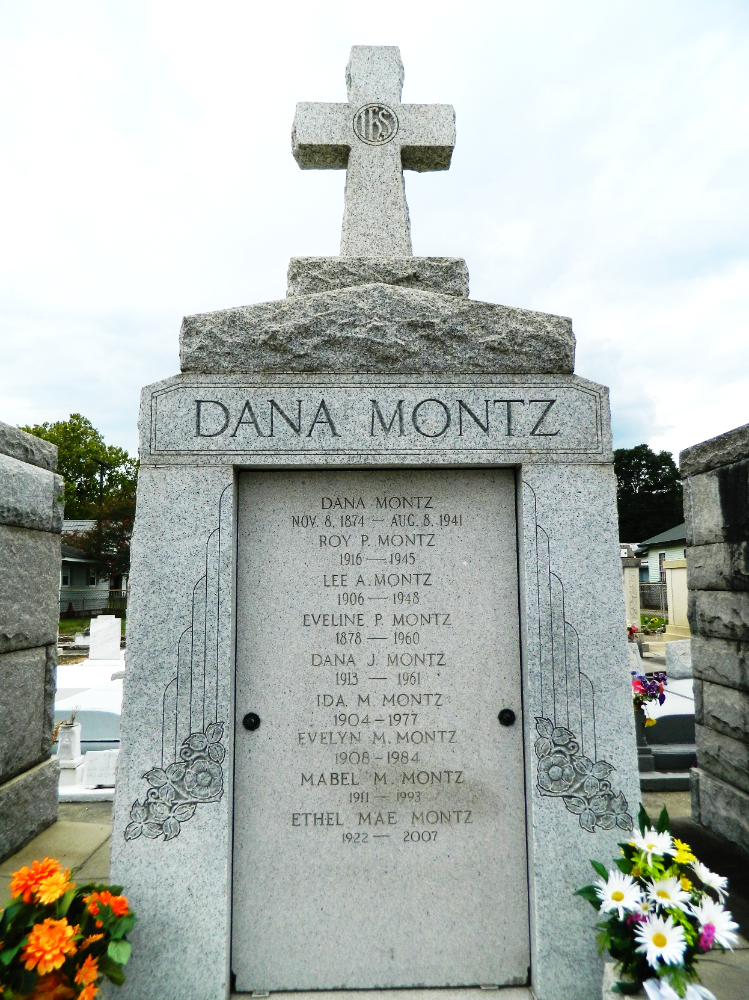 IHS
DANA MONTZ
DANA MONTZ
NOV. 8, 1874 — AUG. 8, 1941
ROY P. MONTZ
1916 — 1945
LEE A. MONTZ
1906 — 1948
EVELINE P. MONTZ
1878 — 1960
DANA J. MONTZ
1913 — 1961
IDA M MONTZ
1904 – 1977
EVELYN M. MONTZ
1908 – 1984
MABEL M. MONTZ
1911 — 1993
ETHEL MAE MONTZ
1922 — 2007